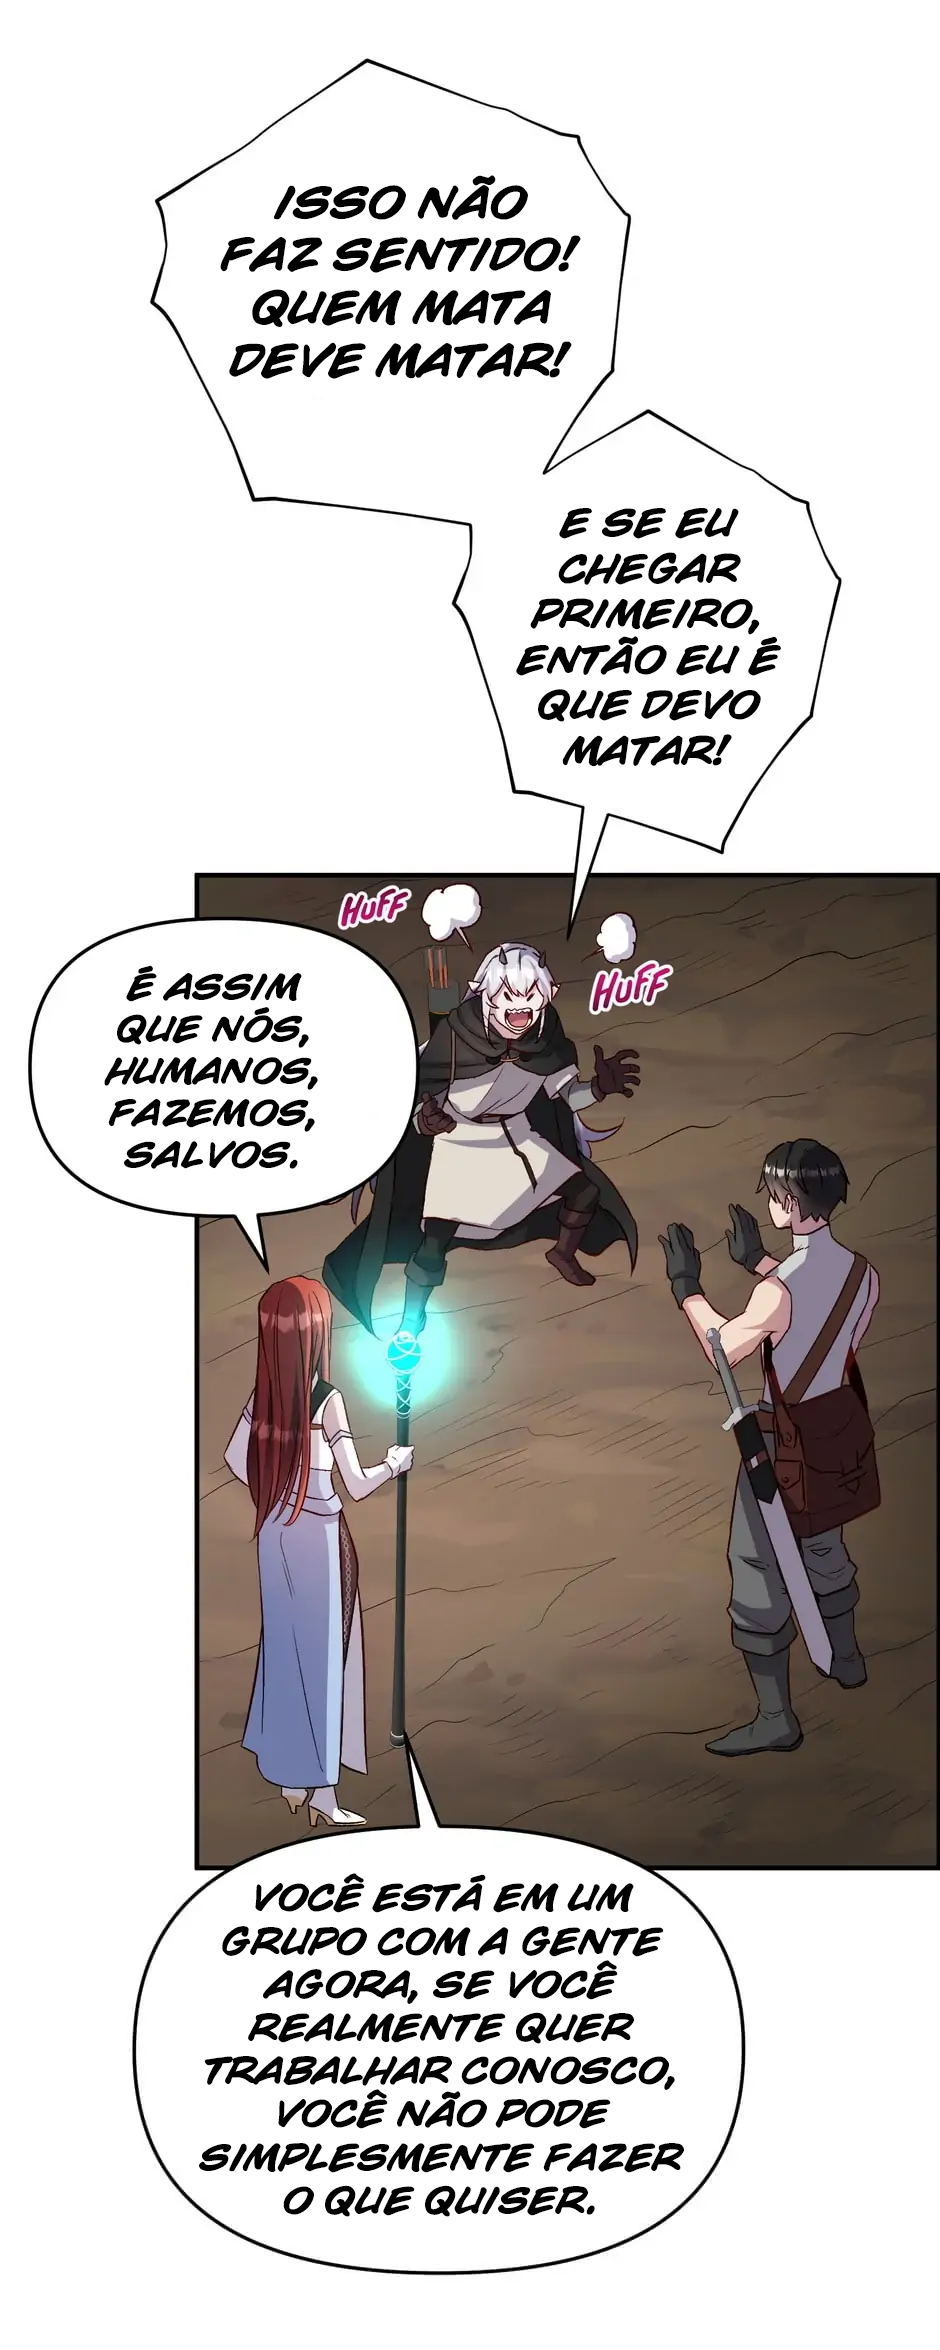 ISSO NÃO
FAZ SENTIDO!
QUEM MATA
DEVE MATAR!
E SE EU
CHEGAR
PRIMEIRO,
ENTÃO EU É
QUE DEVO
MATAR!
HUFF
HUFF
É ASSIM
QUE NÓS,
HUMANOS,
FAZEMOS,
SALVOS.
VOCÊ ESTÁ EM UM
GRUPO COM A GENTE
AGORA, SE VOCÊ
REALMENTE QUER
TRABALHAR CONOSCO,
VOCÊ NÃO PODE
SIMPLESMENTE FAZER
O QUE QUISER.